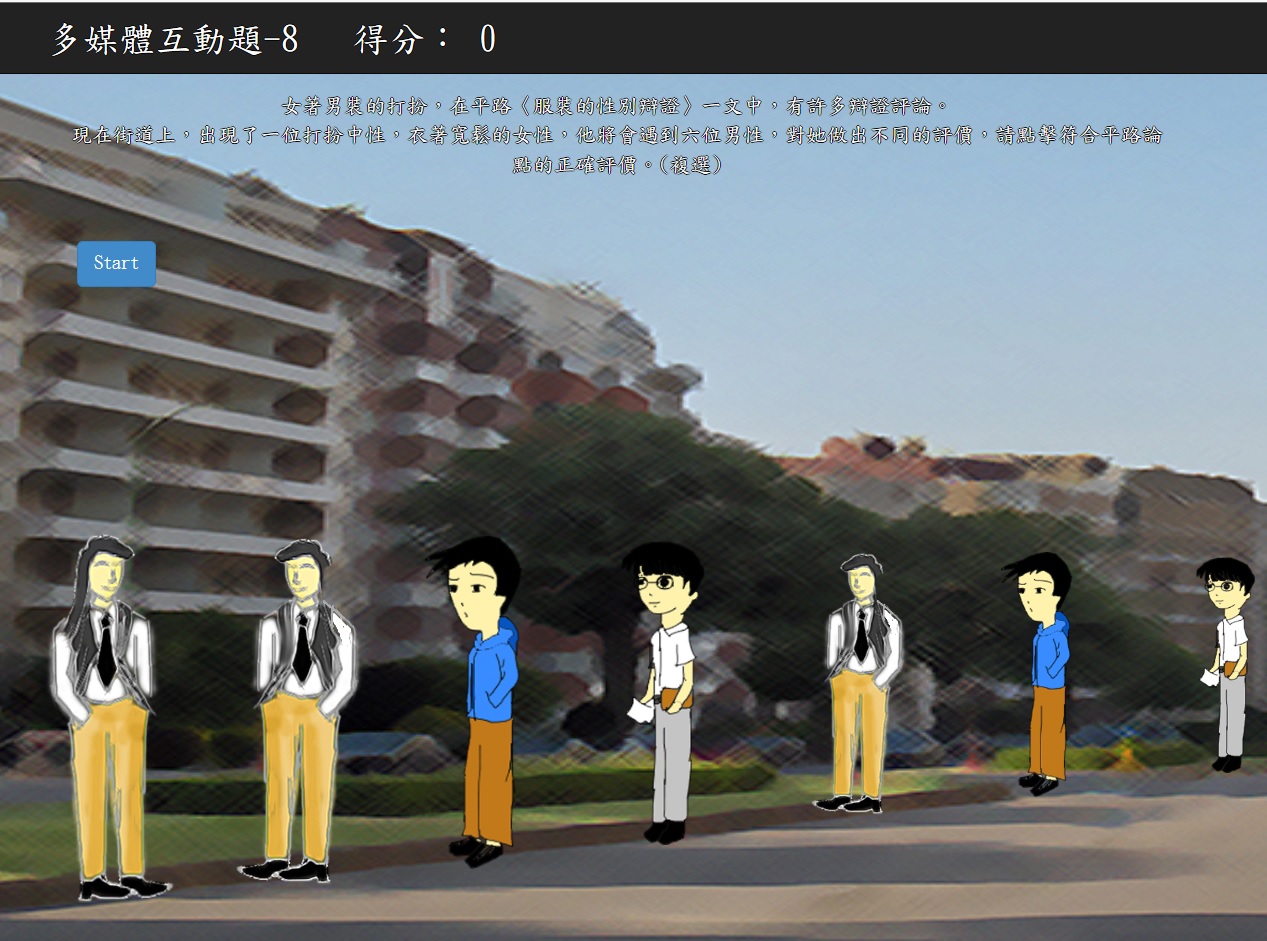 多媒體互動題-8 得分： 0
女著男裝的打扮，在平路〈服裝的性別辯證〉一文中，有許多辯證評論。
現在街道上，出現了一位打扮中性，衣著寬鬆的女性，他將會遇到六位男性，對她做出不同的評價，請點擊符合平路論
點的正確評價。(複選)
Start